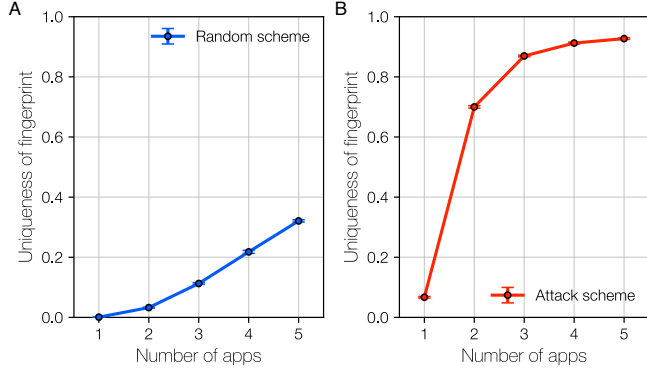 A
Random scheme
Uniqueness of fingerprint
1.0
0.8
0.6
0.4
0.2
0.0
1 2 3 4 5
Number of apps
B
Uniqueness of fingerprint
1.0
0.8
0.6
0.4
0.2
0.0
Attack scheme
1 2 3 4 5
Number of apps